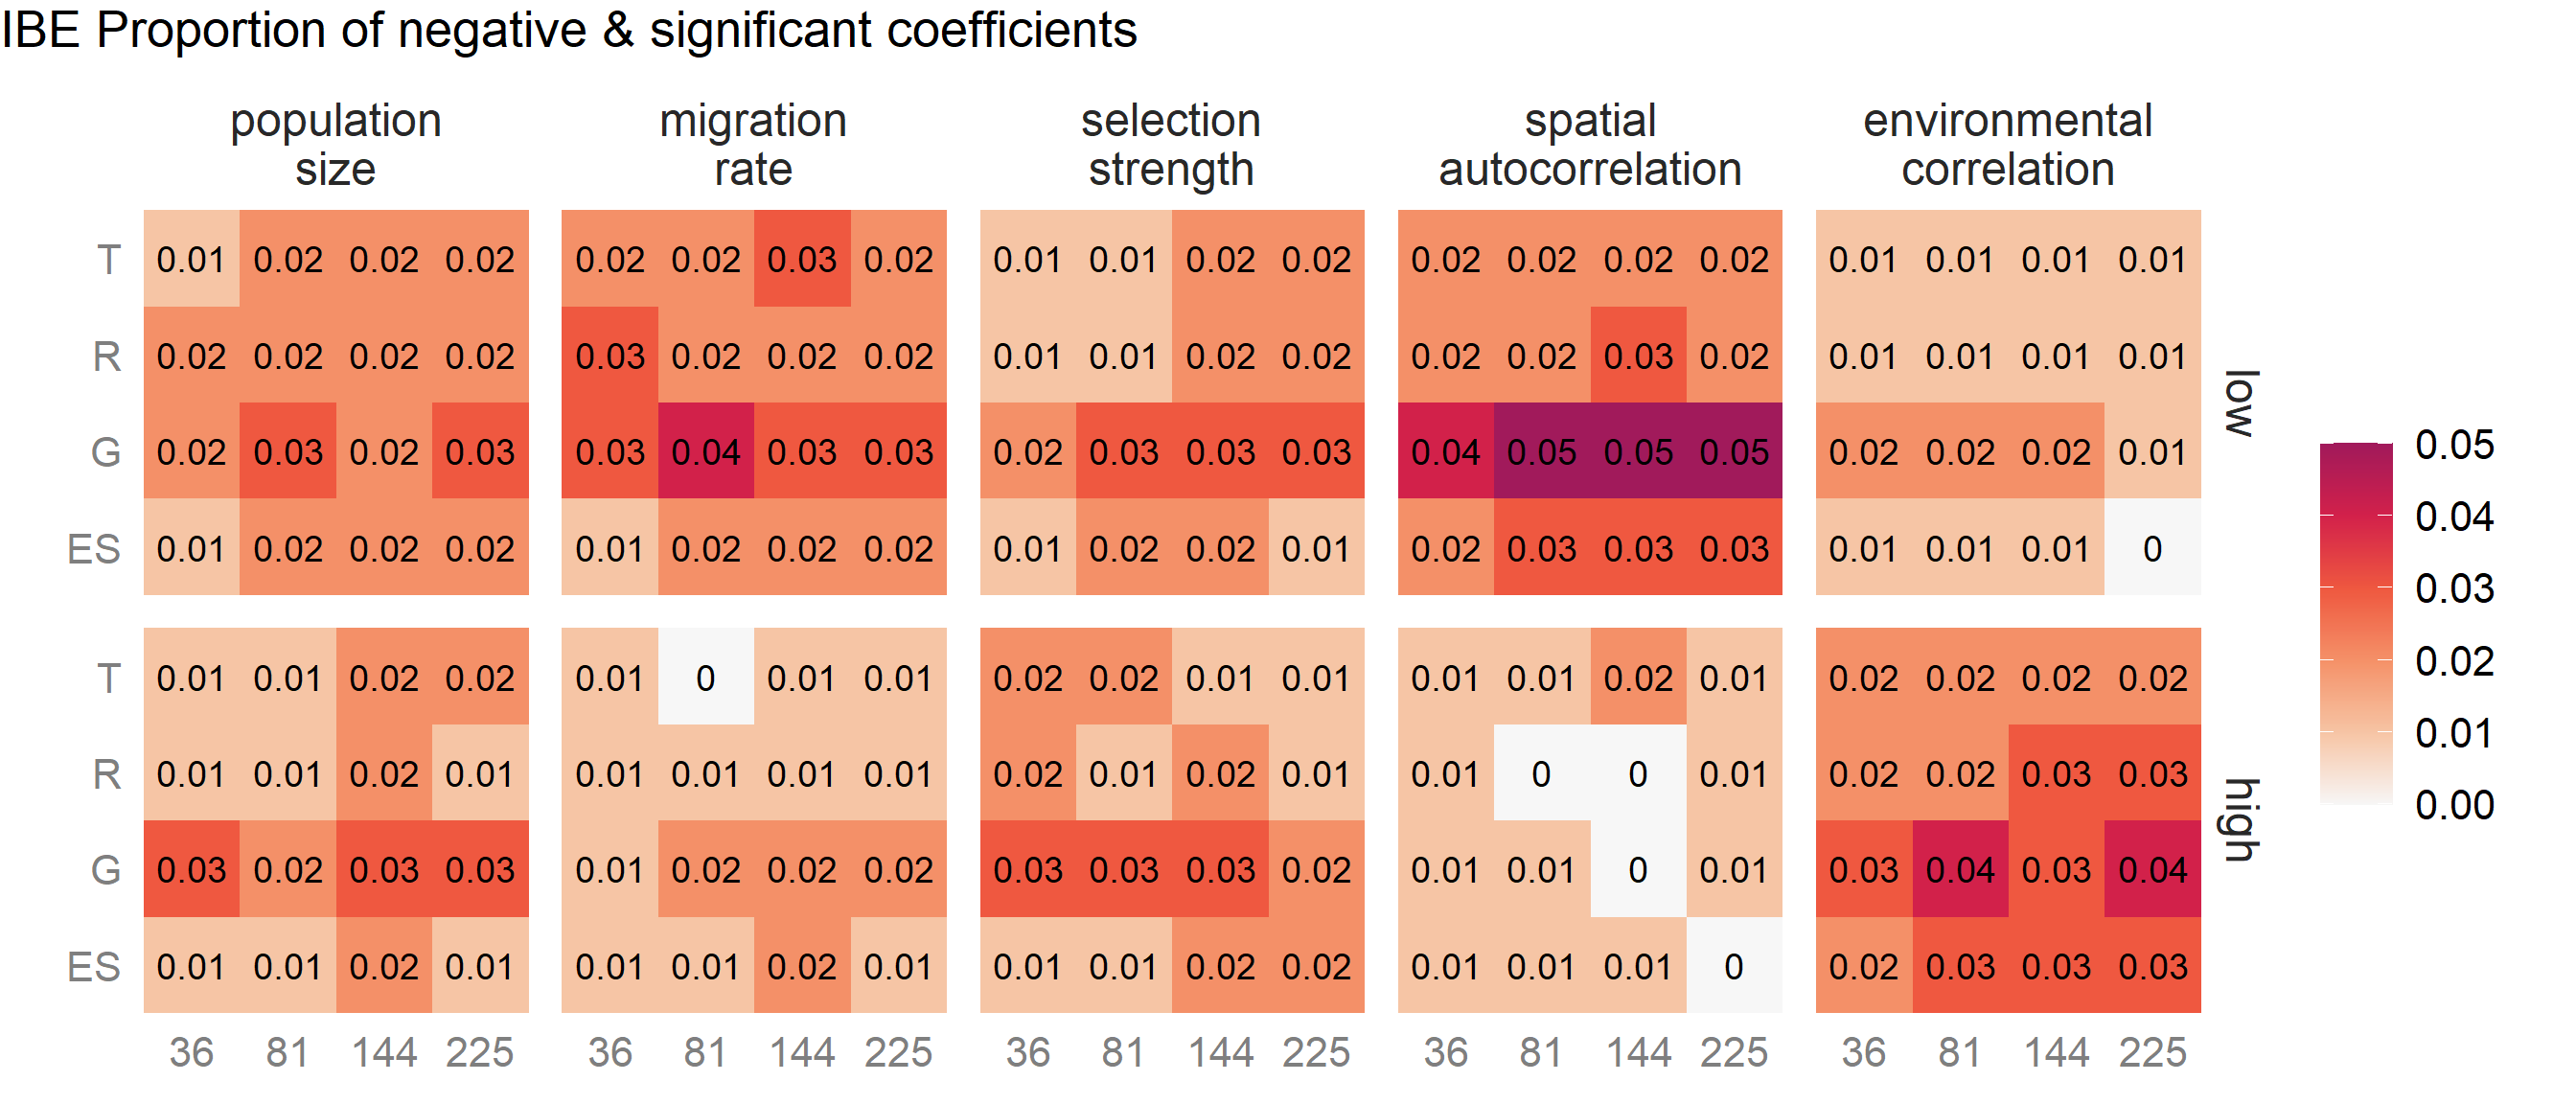 IBE Proportion of negative & significant coefficients
population size
migration rate
selection strength
spatial autocorrelation
environmental correlation
T 0.01 0.02 0.02 0.02 0.02 0.02 0.03 0.02 0.01 0.01 0.02 0.02 0.02 0.02 0.02 0.02 0.01 0.01 0.01 0.01
R 0.02 0.02 0.02 0.02 0.03 0.02 0.02 0.02 0.01 0.01 0.02 0.02 0.02 0.02 0.03 0.02 0.01 0.01 0.01 0.01
G 0.02 0.03 0.02 0.03 0.03 0.04 0.03 0.03 0.02 0.03 0.03 0.03 0.04 0.05 0.05 0.05 0.02 0.02 0.02 0.01
ES 0.01 0.02 0.02 0.02 0.01 0.02 0.02 0.02 0.01 0.02 0.02 0.01 0.02 0.03 0.03 0.03 0.01 0.01 0.01 0
low
T 0.01 0.01 0.02 0.02 0.01 0 0.01 0.01 0.02 0.02 0.01 0.01 0.01 0.01 0.02 0.01 0.02 0.02 0.02 0.02
R 0.01 0.01 0.02 0.01 0.01 0.01 0.01 0.01 0.02 0.01 0.02 0.01 0.01 0 0 0.01 0.02 0.02 0.03 0.03
G 0.03 0.02 0.03 0.03 0.01 0.02 0.02 0.02 0.03 0.03 0.03 0.02 0.01 0.01 0 0.01 0.03 0.04 0.03 0.04
ES 0.01 0.01 0.02 0.01 0.01 0.01 0.02 0.01 0.01 0.01 0.02 0.02 0.01 0.01 0.01 0 0.02 0.03 0.03 0.03
high
36 81 144 225 36 81 144 225 36 81 144 225 36 81 144 225 36 81 144 225
0.05
0.04
0.03
0.02
0.01
0.00